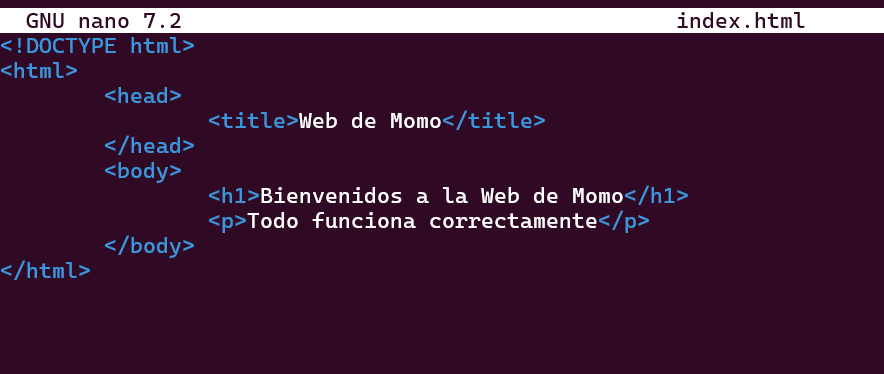 GNU nano 7.2 index.html
<!DOCTYPE html>
<html>
<head>
<title>Web de Momo</title>
</head>
<body>
<h1>Bienvenidos a la Web de Momo</h1>
<p>Todo funciona correctamente</p>
</body>
</html>